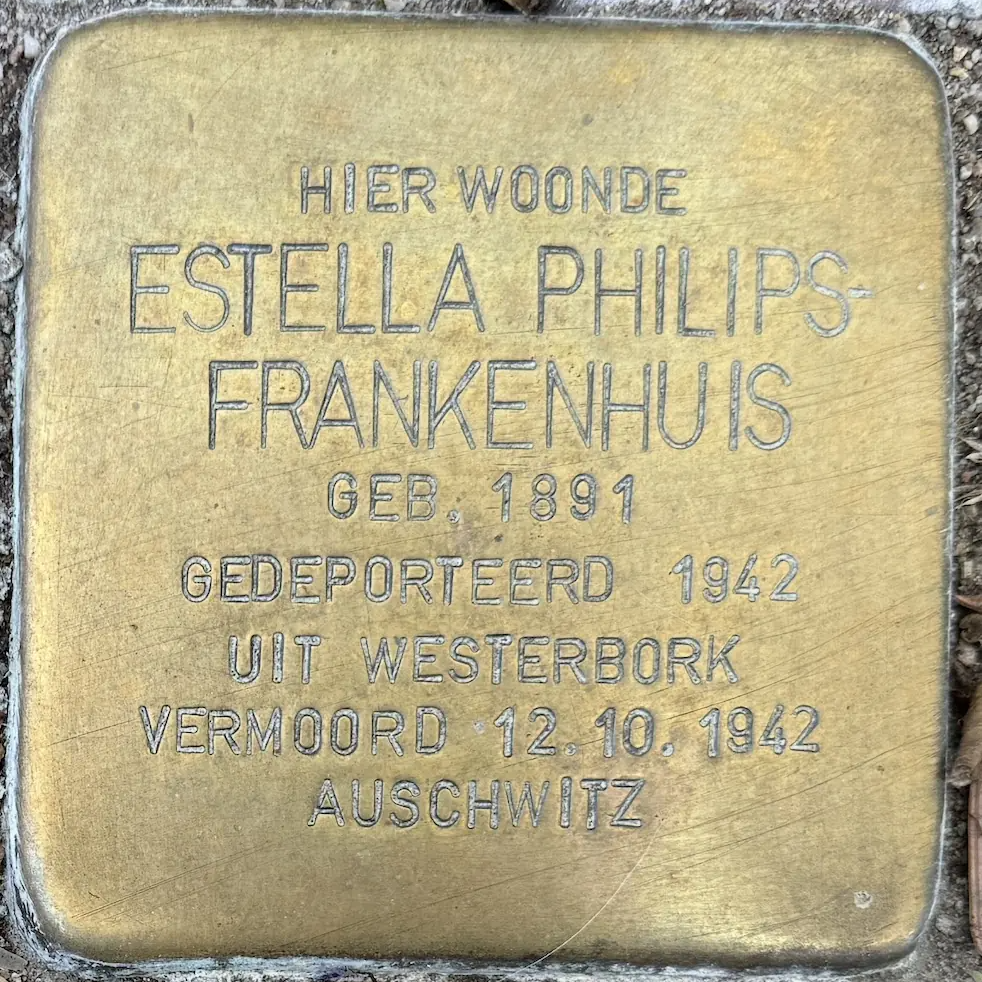 HIER WOONDE
ESTELLA PHILIPS-
FRANKENHUIS
GEB. 1891
GEDEPORTEERD 1942
UIT WESTERBORK
VERMOORD 12.10.1942
AUSCHWITZ